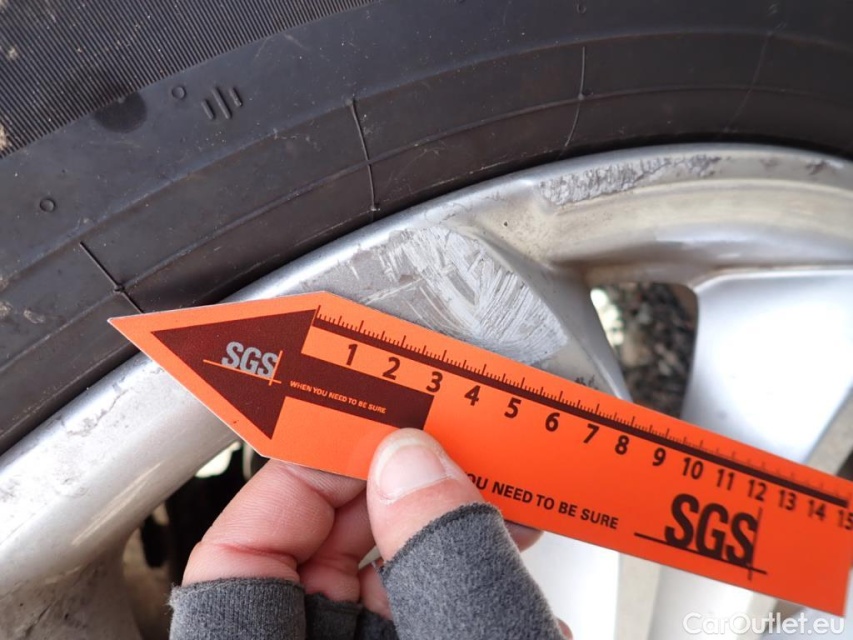 SGS
WHEN YOU NEED TO BE SURE
1 2 3 4 5 6 7 8 9 10 11 12 13 14 15
OU NEED TO BE SURE
SGS
CarOutlet.eu